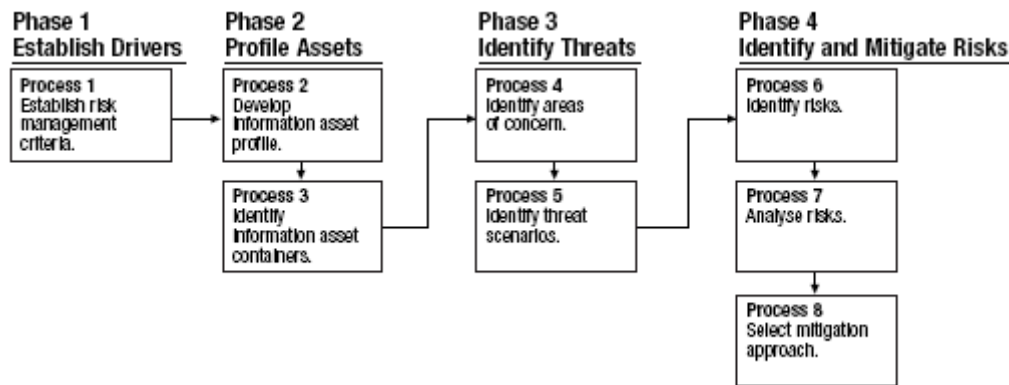 Phase 1
Establish Drivers
Process 1
Establish risk
management
criteria.
Phase 2
Profile Assets
Process 2
Develop
information asset
profile.
Process 3
Identify
information asset
containers.
Phase 3
Identify Threats
Process 4
Identify areas
of concern.
Process 5
Identify threat
scenarios.
Phase 4
Identify and Mitigate Risks
Process 6
Identify risks.
Process 7
Analyse risks.
Process 8
Select mitigation
approach.